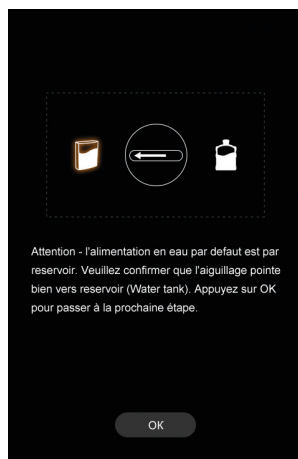 Attention - l'alimentation en eau par defaut est par
reservoir. Veuillez confirmer que l'aiguillage pointe
bien vers reservoir (Water tank). Appuyez sur OK
pour passer à la prochaine étape.
OK